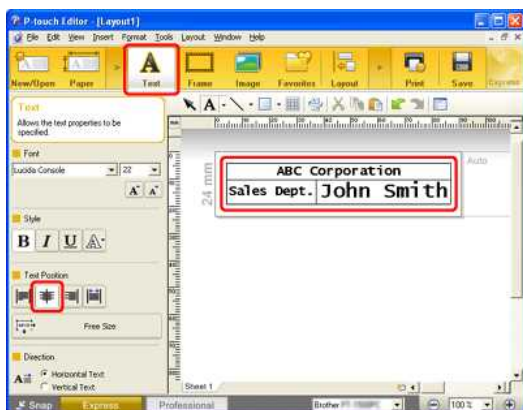 P-touch Editor - [Layout1]
File Edit View Insert Format Tools Layout Window Help
New/Open Paper Text Frame Image Favorites Layout Print Save Express
Text
Allows the text properties to be
specified.
Font
Lucida Console 22
A A
Style
B I U A
Text Position
Free Size
Direction
Horizontal Text
Vertical Text
mm
24 mm
Auto
ABC Corporation
Sales Dept. John Smith
Sheet 1
Snap Express Professional
Brother
100 %